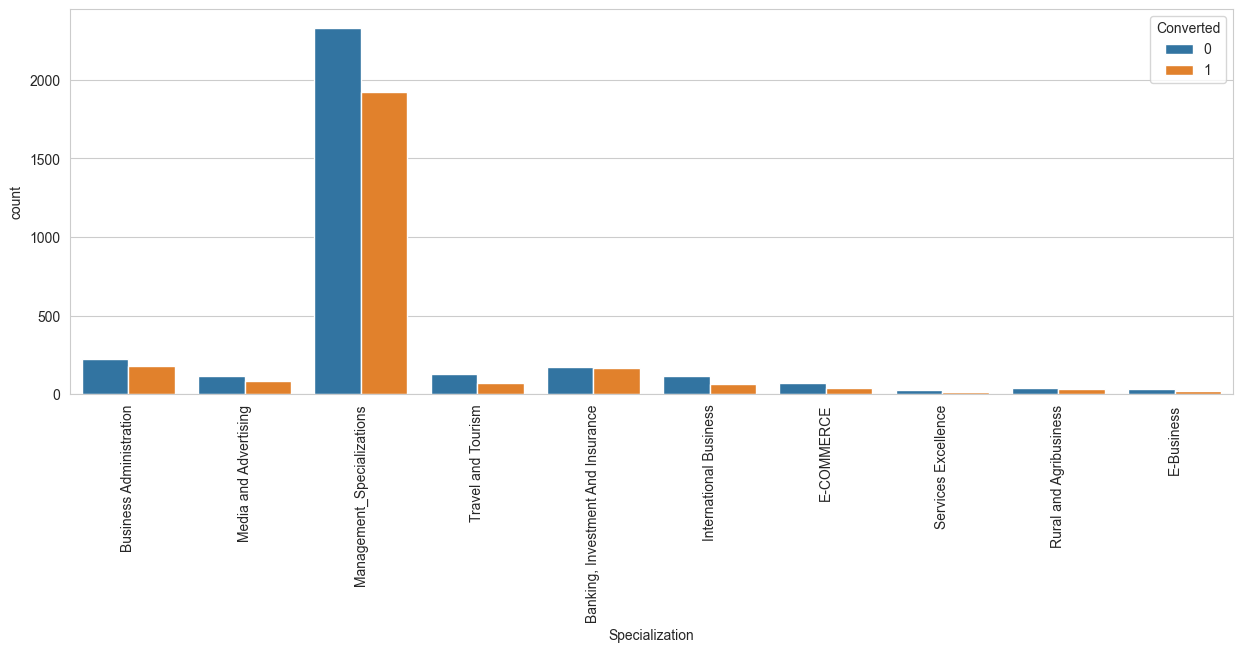 Converted
0
1
2000
1500
1000
500
0
count
Business Administration
Media and Advertising
Management_Specializations
Travel and Tourism
Banking, Investment And Insurance
International Business
E-COMMERCE
Services Excellence
Rural and Agribusiness
E-Business
Specialization